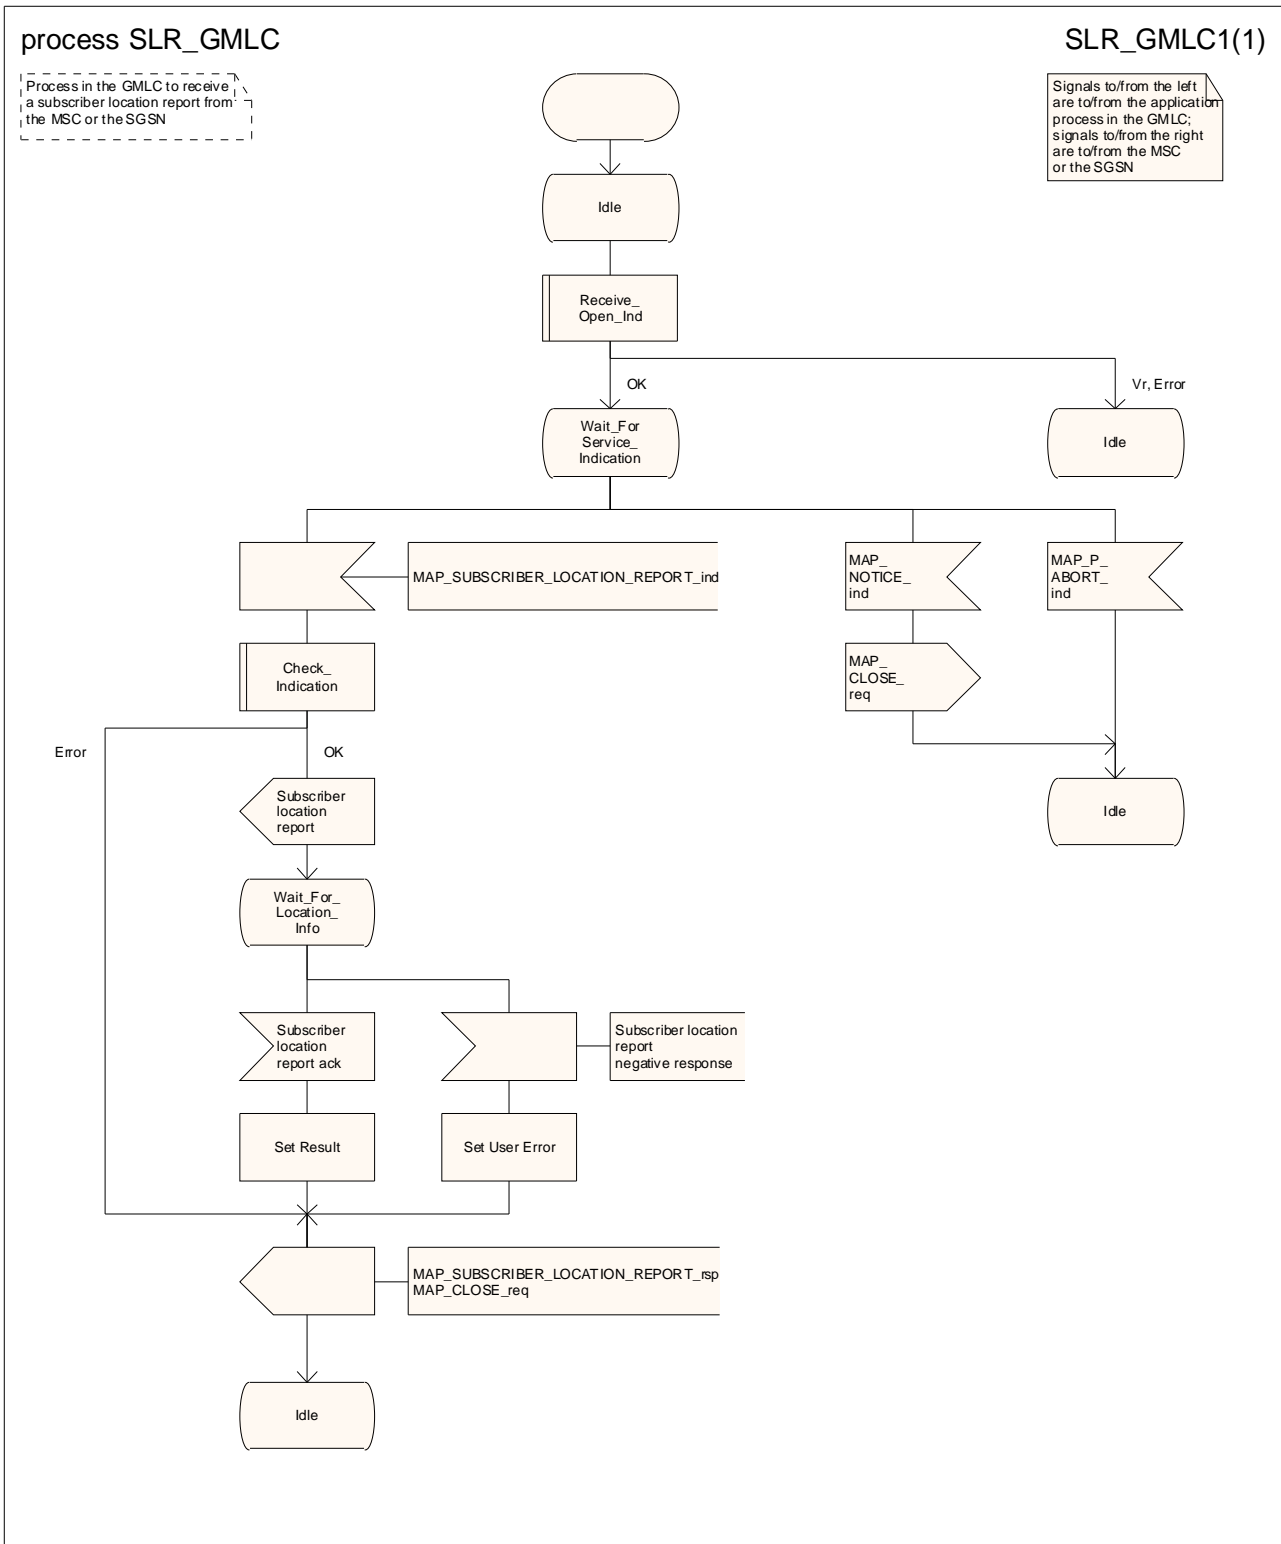 process SLR_GMLC
SLR_GMLC1(1)
Process in the GMLC to receive
a subscriber location report from
the MSC or the SGSN
Signals to/from the left
are to/from the application
process in the GMLC;
signals to/from the right
are to/from the MSC
or the SGSN
Idle
Receive_
Open_Ind
OK
Vr, Error
Wait_For
Service_
Indication
Idle
MAP_SUBSCRIBER_LOCATION_REPORT_ind
MAP_
NOTICE_
ind
MAP_P_
ABORT_
ind
Check_
Indication
MAP_
CLOSE_
req
Error
OK
Subscriber
location
report
Idle
Wait_For_
Location_
Info
Subscriber
location
report ack
Subscriber location
report
negative response
Set Result
Set User Error
MAP_SUBSCRIBER_LOCATION_REPORT_rsp
MAP_CLOSE_req
Idle